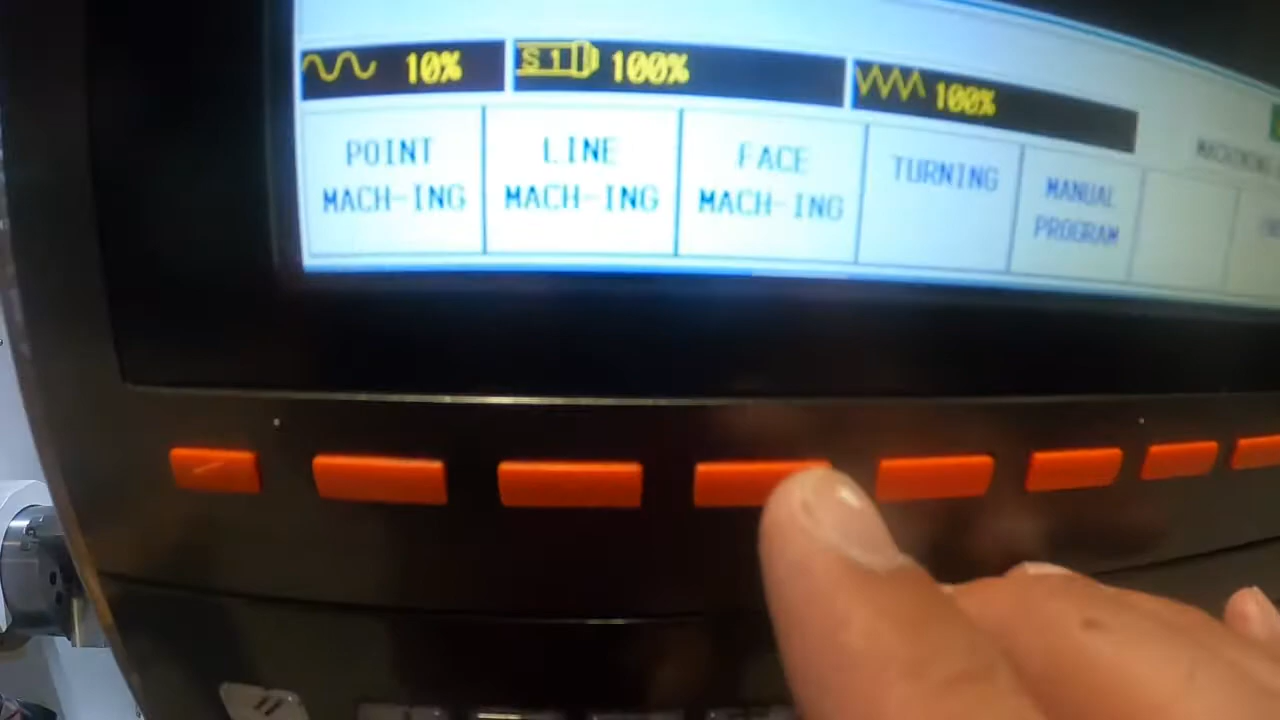 10% S1 100% 100%
POINT LINE FACE TURNING MANUAL
MACH-ING MACH-ING MACH-ING PROGRAM